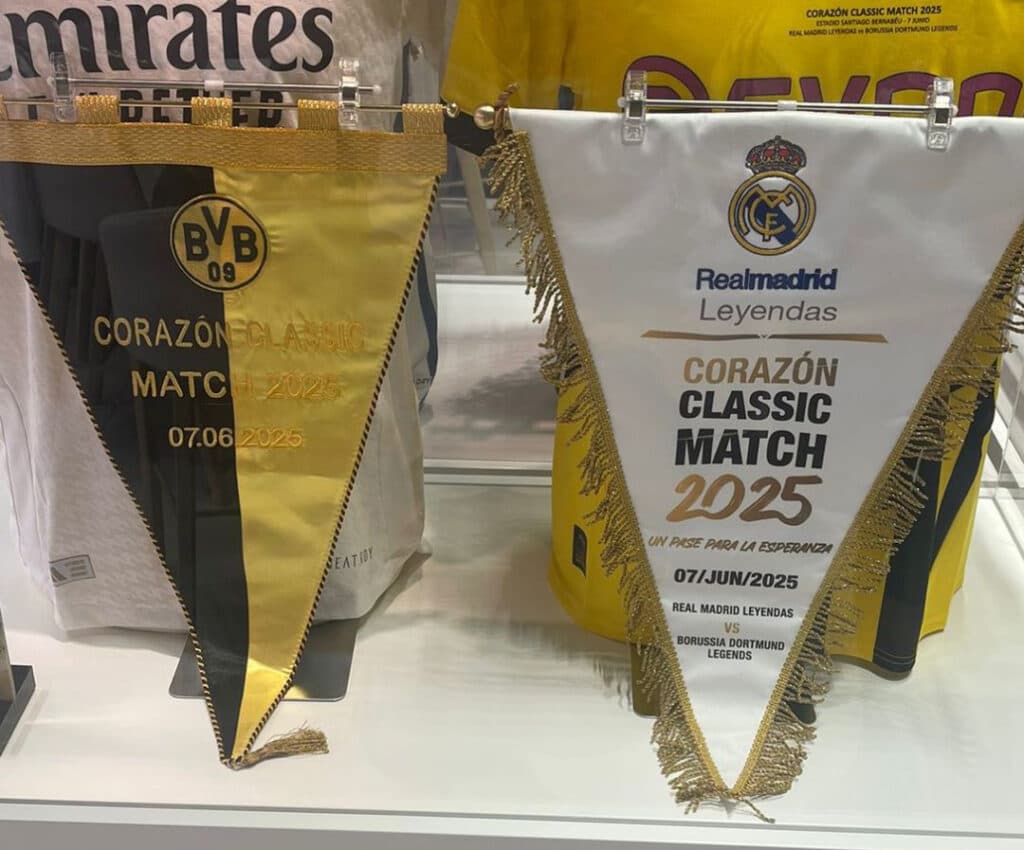 emirates
CORAZÓN CLASSIC MATCH 2025
ESTADIO SANTIAGO BERNABÉU - 7 JUNIO
REAL MADRID LEYENDAS vs BORUSSIA DORTMUND LEGENDS
BVB
09
CORAZÓN CLASSIC
MATCH 2025
07.06.2025
Realmadrid
Leyendas
CORAZÓN
CLASSIC
MATCH
2025
UN PASE PARA LA ESPERANZA
07/JUN/2025
REAL MADRID LEYENDAS
VS
BORUSSIA DORTMUND
LEGENDS